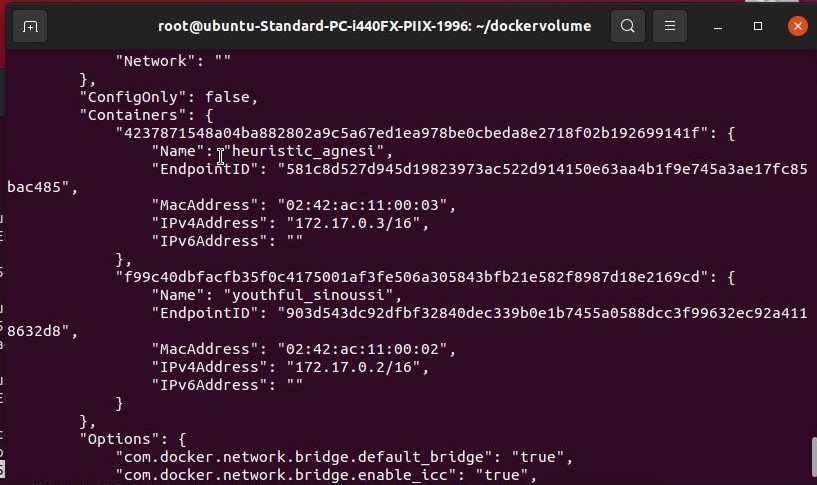 root@ubuntu-Standard-PC-i440FX-PIIX-1996: ~/dockervolume
"Network": ""
},
"ConfigOnly": false,
"Containers": {
"4237871548a04ba882802a9c5a67ed1ea978be0cbeda8e2718f02b192699141f": {
"Name": "heuristic_agnesi",
"EndpointID": "581c8d527d945d19823973ac522d914150e63aa4b1f9e745a3ae17fc85
bac485",
"MacAddress": "02:42:ac:11:00:03",
"IPv4Address": "172.17.0.3/16",
"IPv6Address": ""
},
"f99c40dbfacfb35f0c4175001af3fe506a305843bfb21e582f8987d18e2169cd": {
"Name": "youthful_sinoussi",
"EndpointID": "903d543dc92dfbf32840dec339b0e1b7455a0588dcc3f99632ec92a411
8632d8",
"MacAddress": "02:42:ac:11:00:02",
"IPv4Address": "172.17.0.2/16",
"IPv6Address": ""
}
},
"Options": {
"com.docker.network.bridge.default_bridge": "true",
"com.docker.network.bridge.enable_icc": "true",